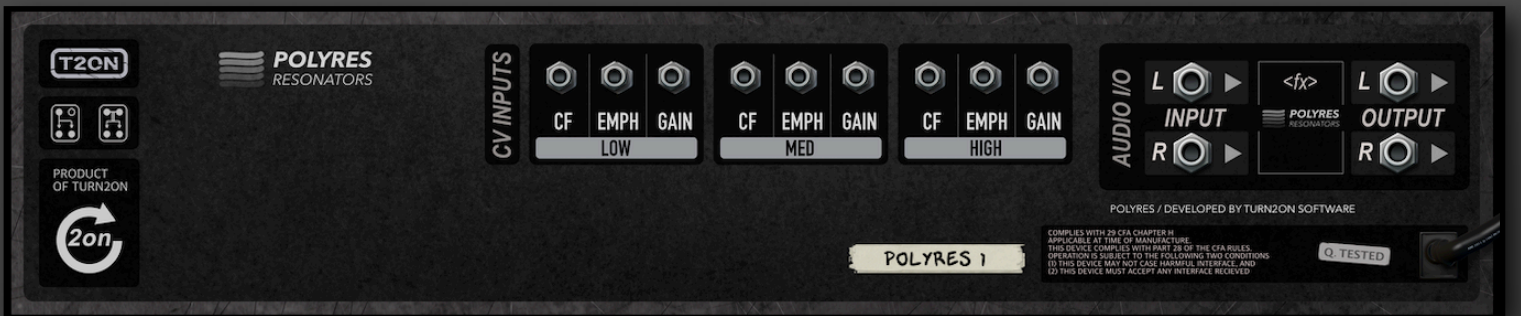 T2ON
POLYRES
RESONATORS
PRODUCT
OF TURN2ON
2on
CV INPUTS
CF EMPH GAIN
LOW
CF EMPH GAIN
MED
CF EMPH GAIN
HIGH
AUDIO I/O
L
INPUT
R
<fx>
POLYRES
RESONATORS
L
OUTPUT
R
POLYRES / DEVELOPED BY TURN2ON SOFTWARE
POLYRES 1
COMPLIES WITH 29 CFA CHAPTER H
APPLICABLE AT TIME OF MANUFACTURE.
THIS DEVICE COMPLIES WITH PART 28 OF THE CFA RULES.
OPERATION IS SUBJECT TO THE FOLLOWING TWO CONDITIONS
(1) THIS DEVICE MAY NOT CASE HARMFUL INTERFACE, AND
(2) THIS DEVICE MUST ACCEPT ANY INTERFACE RECIEVED
Q. TESTED